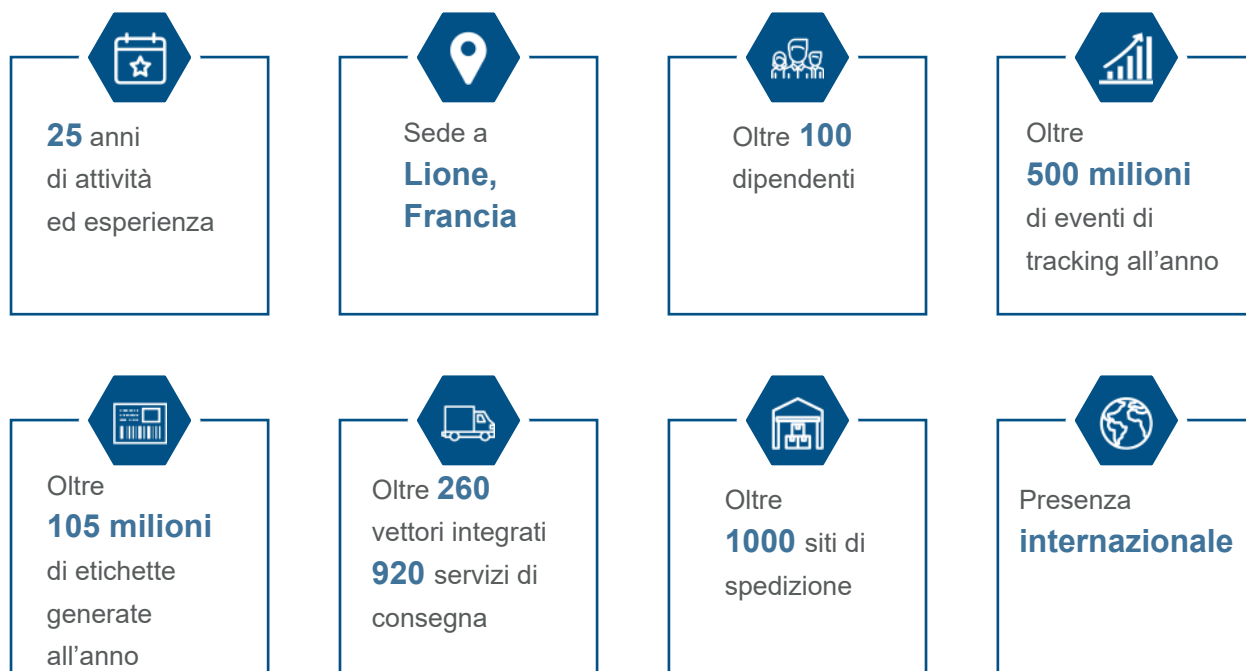 25 anni
di attività
ed esperienza
Sede a
Lione,
Francia
Oltre 100
dipendenti
Oltre
500 milioni
di eventi di
tracking all’anno
Oltre
105 milioni
di etichette
generate
all’anno
Oltre 260
vettori integrati
920 servizi di
consegna
Oltre
1000 siti di
spedizione
Presenza
internazionale